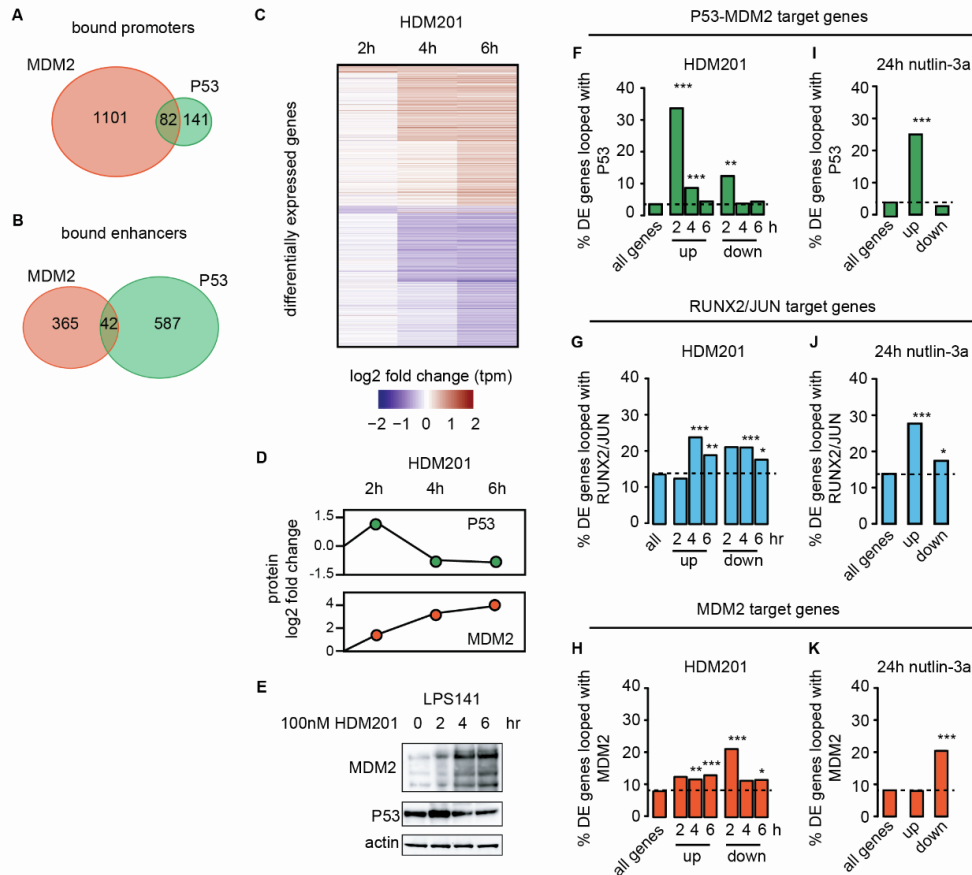 A
bound promoters
MDM2
P53
1101
82
141
B
bound enhancers
MDM2
P53
365
42
587
C
HDM201
2h 4h 6h
differentially expressed genes
log2 fold change (tpm)
−2 −1 0 1 2
D
HDM201
2h 4h 6h
protein
log2 fold change
1.5
0.0
-1.5
P53
4
2
0
MDM2
E
LPS141
100nM HDM201 0 2 4 6 hr
MDM2
P53
actin
P53-MDM2 target genes
F
HDM201
% DE genes looped with
P53
40
30
20
10
0
***
***
**
all genes
2 4 6 2 4 6 h
up down
I
24h nutlin-3a
% DE genes looped with
P53
40
30
20
10
0
***
all genes
up
down
RUNX2/JUN target genes
G
HDM201
% DE genes looped with
RUNX2/JUN
40
30
20
10
0
***
**
***
*
all
2 4 6 2 4 6 hr
up down
J
24h nutlin-3a
% DE genes looped with
RUNX2/JUN
40
30
20
10
0
***
*
all genes
up
down
MDM2 target genes
H
HDM201
% DE genes looped with
MDM2
40
30
20
10
0
**
***
***
*
all genes
2 4 6 2 4 6 h
up down
K
24h nutlin-3a
% DE genes looped with
MDM2
40
30
20
10
0
***
all genes
up
down